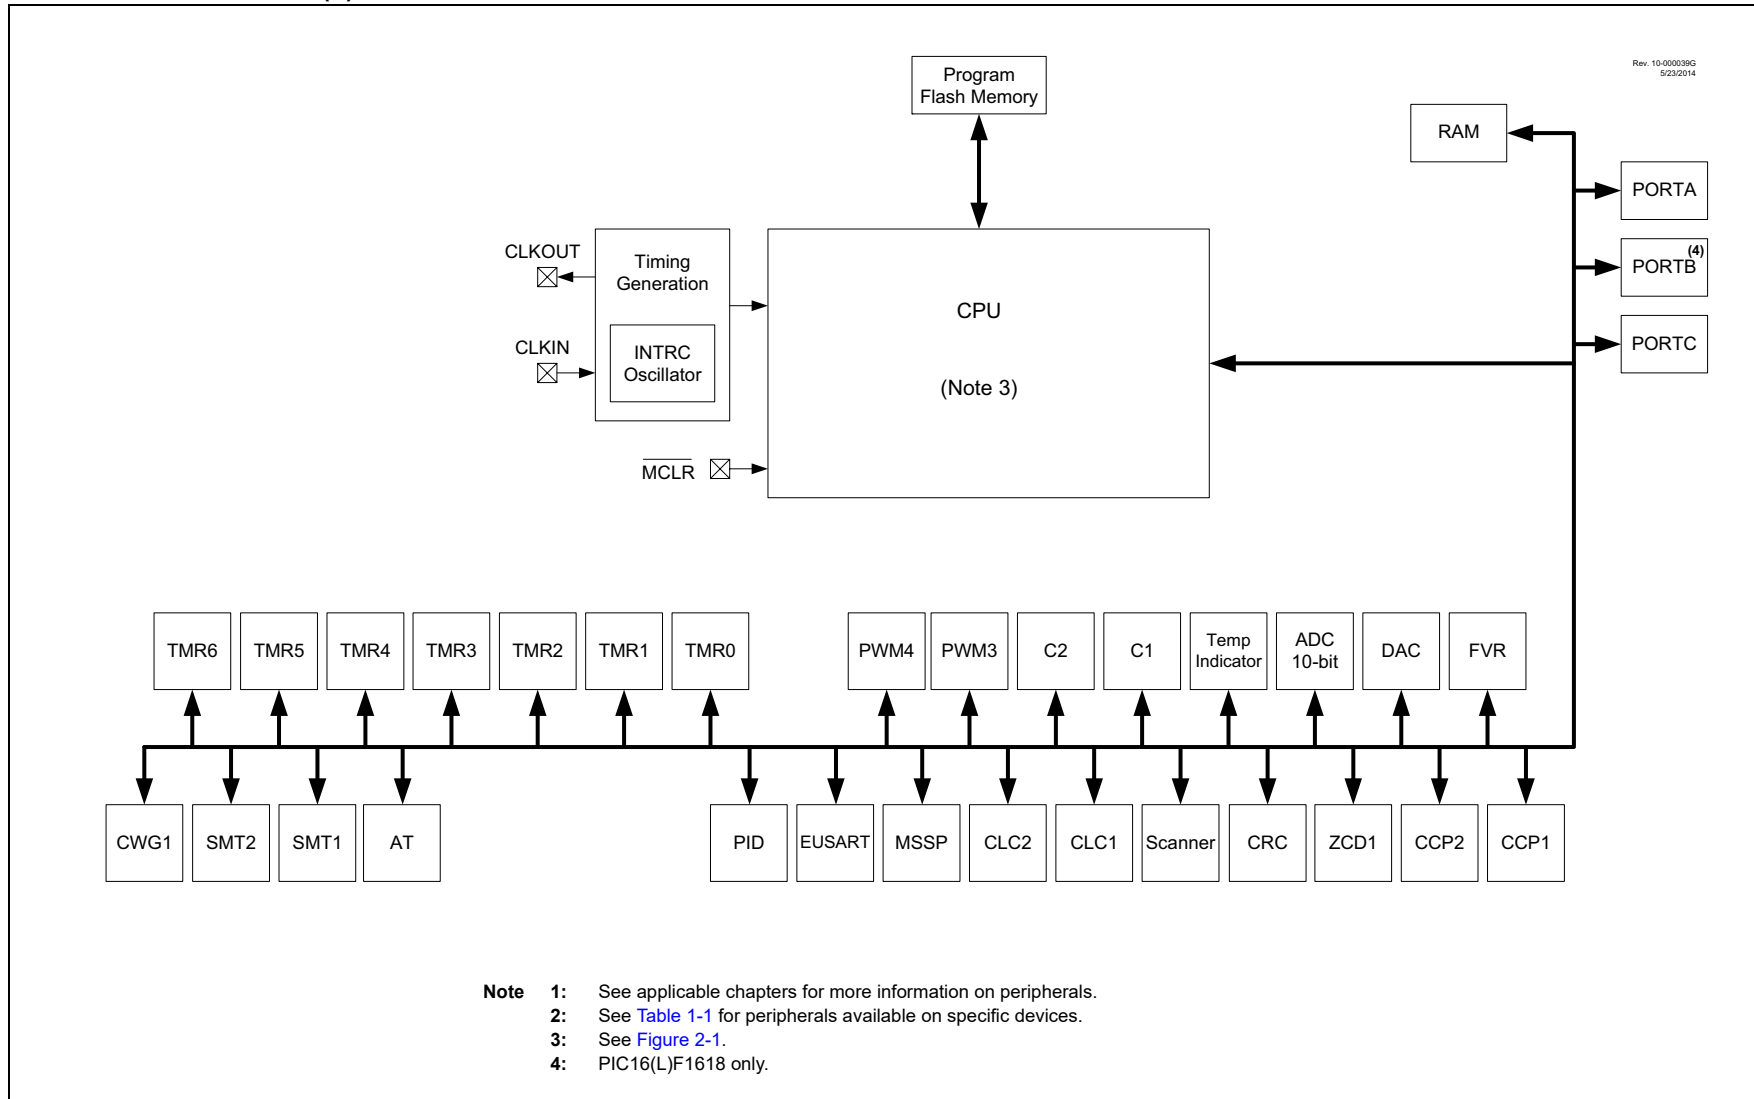 Rev. 10-000039G
5/23/2014
Program
Flash Memory
RAM
PORTA
(4)
PORTB
PORTC
CLKOUT
Timing
Generation
CPU
(Note 3)
CLKIN
INTRC
Oscillator
MCLR
TMR6
TMR5
TMR4
TMR3
TMR2
TMR1
TMR0
PWM4
PWM3
C2
C1
Temp
Indicator
ADC
10-bit
DAC
FVR
CWG1
SMT2
SMT1
AT
PID
EUSART
MSSP
CLC2
CLC1
Scanner
CRC
ZCD1
CCP2
CCP1
Note 1: See applicable chapters for more information on peripherals.
2: See Table 1-1 for peripherals available on specific devices.
3: See Figure 2-1.
4: PIC16(L)F1618 only.